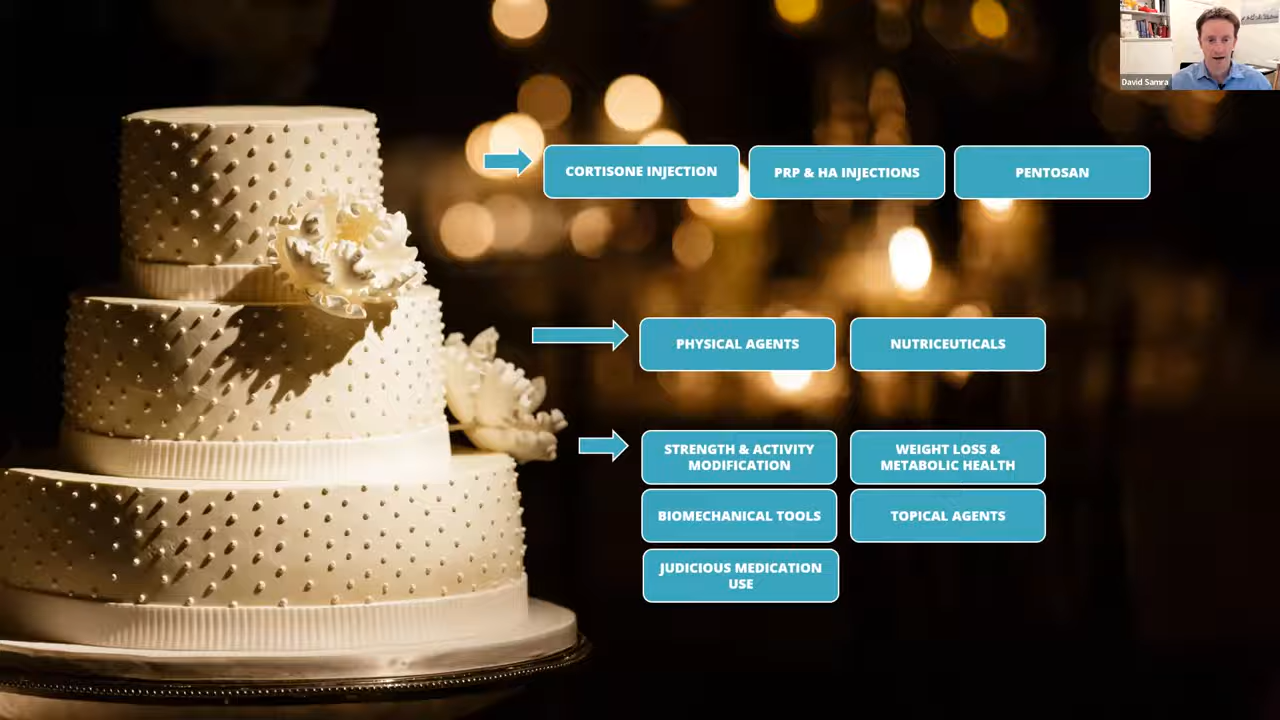 David Samra
CORTISONE INJECTION
PRP & HA INJECTIONS
PENTOSAN
PHYSICAL AGENTS
NUTRICEUTICALS
STRENGTH & ACTIVITY
MODIFICATION
WEIGHT LOSS &
METABOLIC HEALTH
BIOMECHANICAL TOOLS
TOPICAL AGENTS
JUDICIOUS MEDICATION
USE